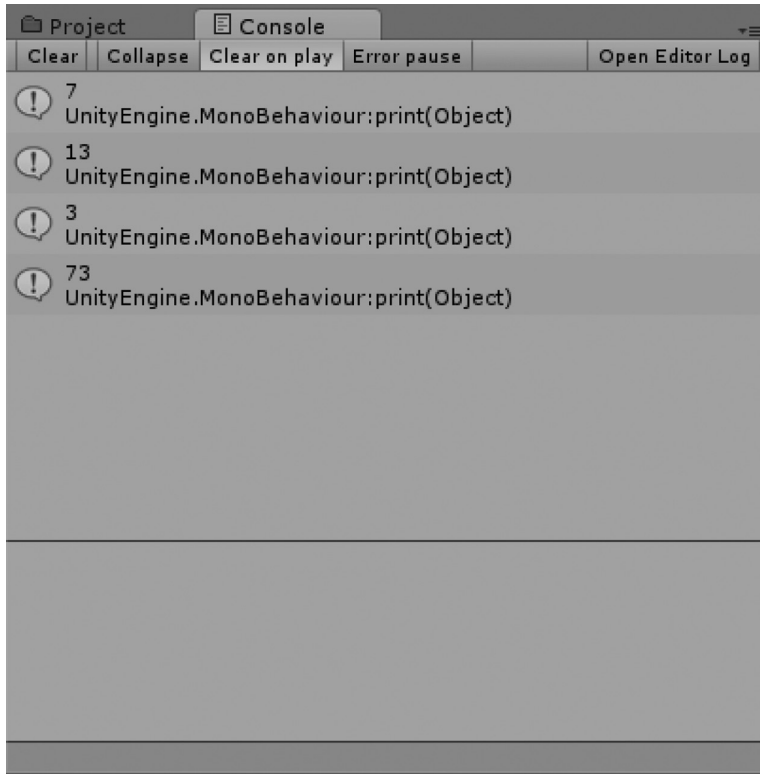 Project
Console
Clear
Collapse
Clear on play
Error pause
Open Editor Log
7
UnityEngine.MonoBehaviour:print(Object)
13
UnityEngine.MonoBehaviour:print(Object)
3
UnityEngine.MonoBehaviour:print(Object)
73
UnityEngine.MonoBehaviour:print(Object)